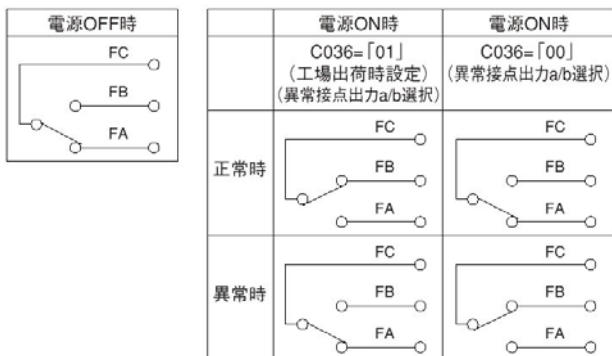 電源OFF時
FC
FB
FA
電源ON時
電源ON時
C036=「01」
(工場出荷時設定)
(異常接点出力a/b選択)
C036=「00」
(異常接点出力a/b選択)
正常時
FC
FB
FA
FC
FB
FA
異常時
FC
FB
FA
FC
FB
FA